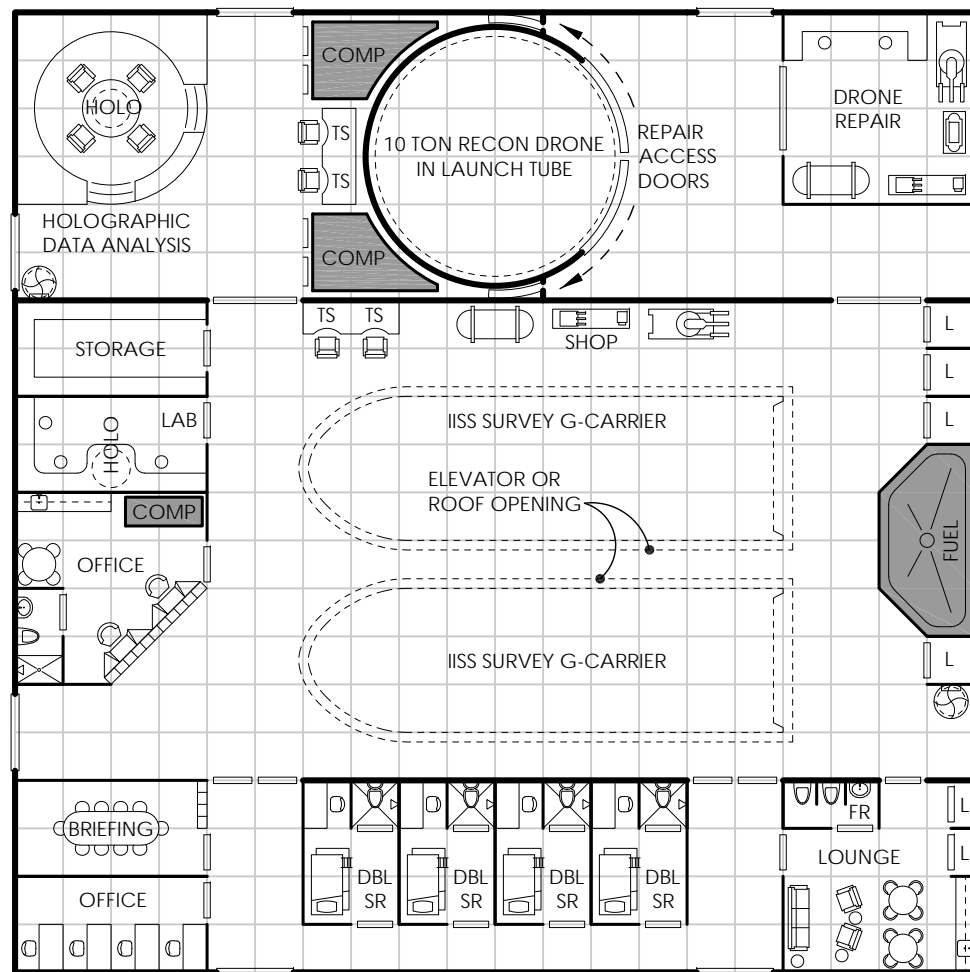 COMP
HOLO
TS
TS
10 TON RECON DRONE
IN LAUNCH TUBE
REPAIR
ACCESS
DOORS
DRONE
REPAIR
HOLOGRAPHIC
DATA ANALYSIS
COMP
TS
TS
SHOP
L
STORAGE
L
LAB
HOLO
L
IISS SURVEY G-CARRIER
ELEVATOR OR
ROOF OPENING
COMP
OFFICE
FUEL
IISS SURVEY G-CARRIER
L
BRIEFING
FR
L
LOUNGE
L
DBL
SR
DBL
SR
DBL
SR
DBL
SR
OFFICE